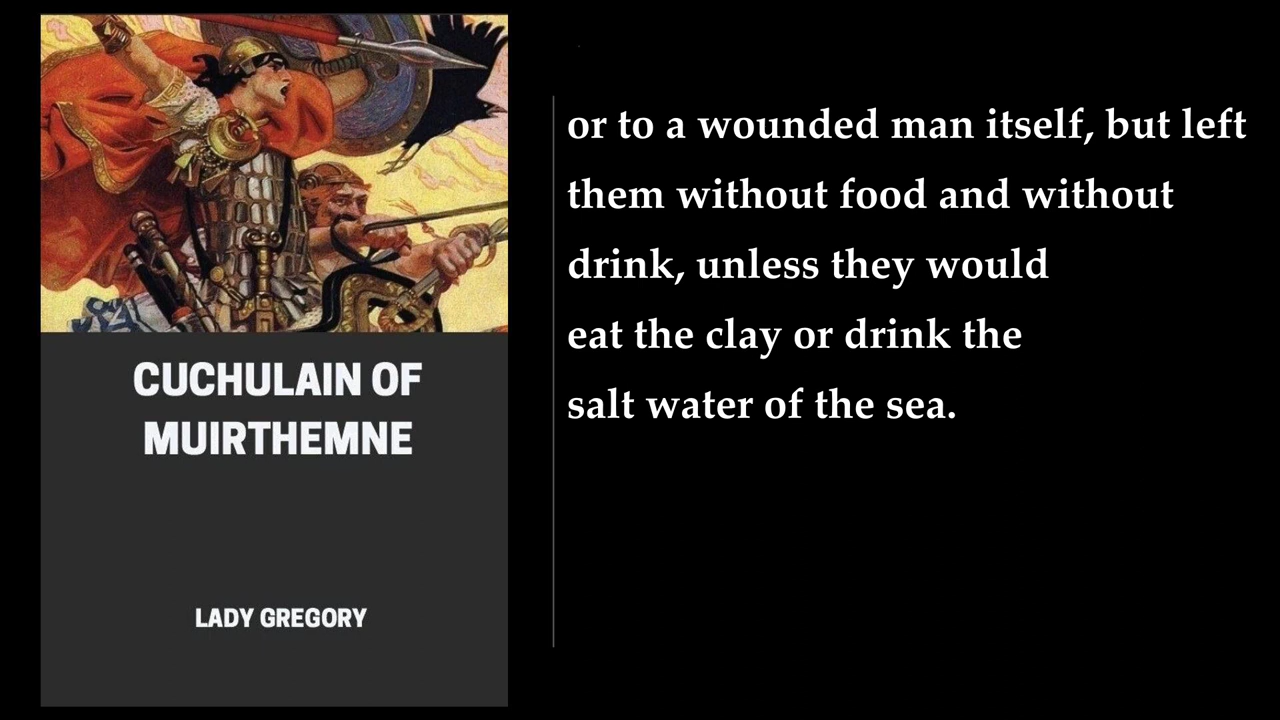 CUCHULAIN OF
MUIRTHEMNE
LADY GREGORY
or to a wounded man itself, but left
them without food and without
drink, unless they would
eat the clay or drink the
salt water of the sea.